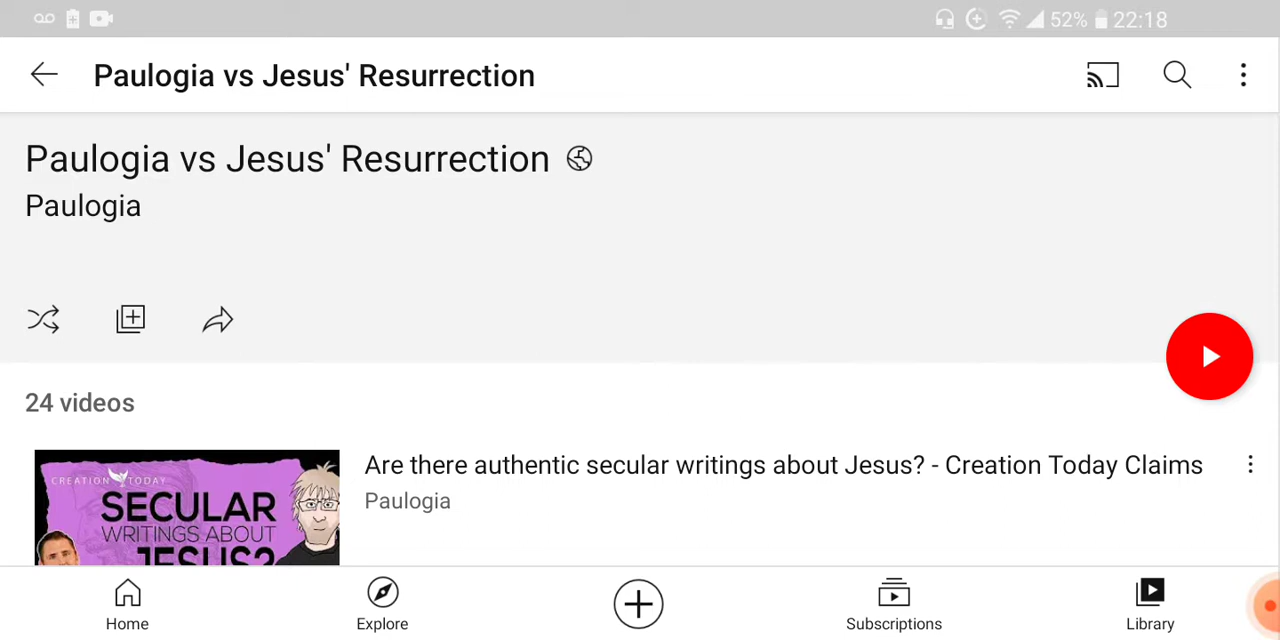 52% 22:18
Paulogia vs Jesus' Resurrection
Paulogia vs Jesus' Resurrection
Paulogia
24 videos
Are there authentic secular writings about Jesus? - Creation Today Claims
Paulogia
CREATION TODAY
SECULAR
WRITINGS ABOUT
JESUS?
Home Explore Subscriptions Library